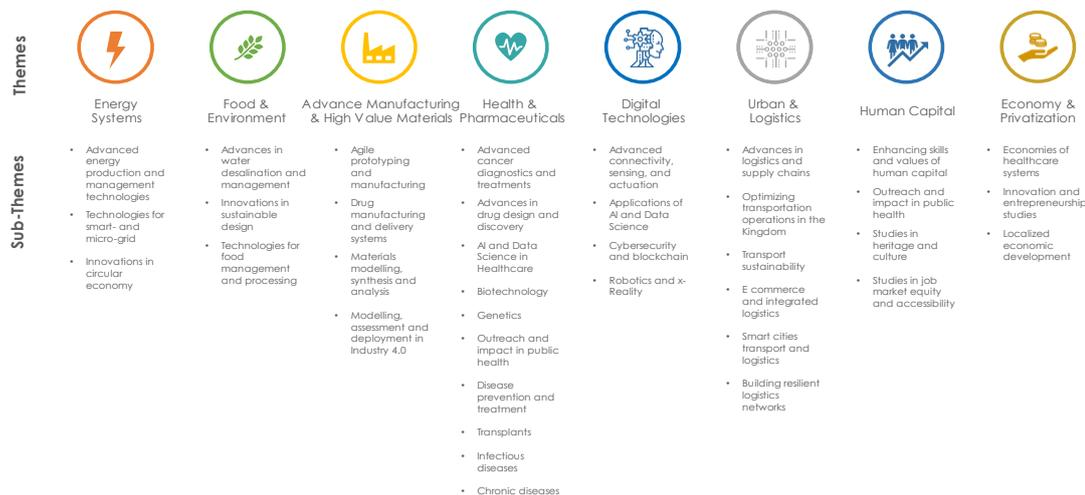 Themes
Energy
Systems
Food &
Environment
Advance Manufacturing
& High Value Materials
Health &
Pharmaceuticals
Digital
Technologies
Urban &
Logistics
Human Capital
Economy &
Privatization
Sub-Themes
• Advanced
energy
production and
management
technologies
• Technologies for
smart- and
micro-grid
• Innovations in
circular
economy
• Advances in
water
desalination and
management
• Innovations in
sustainable
design
• Technologies for
food
management
and processing
• Agile
prototyping
and
manufacturing
• Drug
manufacturing
and delivery
systems
• Materials
modelling,
synthesis and
analysis
• Modelling,
assessment and
deployment in
Industry 4.0
• Advanced
cancer
diagnostics and
treatments
• Advances in
drug design and
discovery
• AI and Data
Science in
Healthcare
• Biotechnology
• Genetics
• Outreach and
impact in public
health
• Disease
prevention and
treatment
• Transplants
• Infectious
diseases
• Chronic diseases
• Advanced
connectivity,
sensing, and
actuation
• Applications of
AI and Data
Science
• Cybersecurity
and blockchain
• Robotics and x-
Reality
• Advances in
logistics and
supply chains
• Optimizing
transportation
operations in the
Kingdom
• Transport
sustainability
• E commerce
and integrated
logistics
• Smart cities
transport and
logistics
• Building resilient
logistics
networks
• Enhancing skills
and values of
human capital
• Outreach and
impact in public
health
• Studies in
heritage and
culture
• Studies in job
market equity
and accessibility
• Economies of
healthcare
systems
• Innovation and
entrepreneurship
studies
• Localized
economic
development